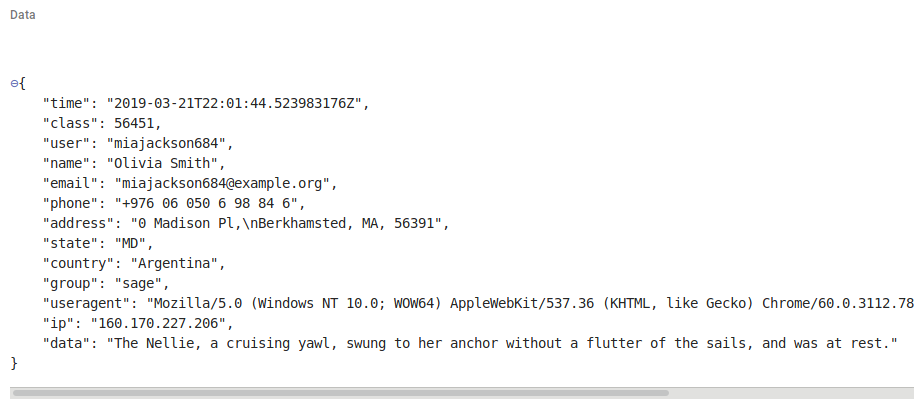 Data
⊖{
    "time": "2019-03-21T22:01:44.523983176Z",
    "class": 56451,
    "user": "miajackson684",
    "name": "Olivia Smith",
    "email": "miajackson684@example.org",
    "phone": "+976 06 050 6 98 84 6",
    "address": "0 Madison Pl,\nBerkhamsted, MA, 56391",
    "state": "MD",
    "country": "Argentina",
    "group": "sage",
    "useragent": "Mozilla/5.0 (Windows NT 10.0; WOW64) AppleWebKit/537.36 (KHTML, like Gecko) Chrome/60.0.3112.78
    "ip": "160.170.227.206",
    "data": "The Nellie, a cruising yawl, swung to her anchor without a flutter of the sails, and was at rest."
}